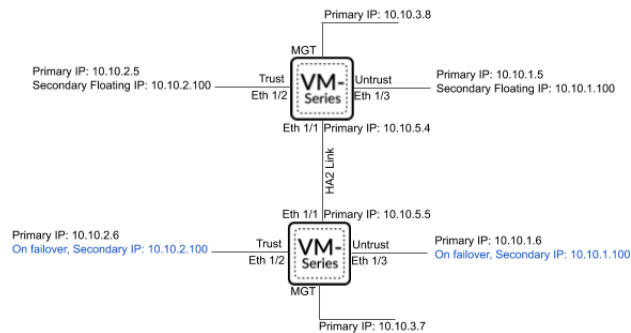 Primary IP: 10.10.3.8
MGT
Primary IP: 10.10.2.5
Secondary Floating IP: 10.10.2.100
Trust
Eth 1/2
VM-
Series
Untrust
Eth 1/3
Primary IP: 10.10.1.5
Secondary Floating IP: 10.10.1.100
Eth 1/1 Primary IP: 10.10.5.4
HA2 Link
Eth 1/1 Primary IP: 10.10.5.5
Primary IP: 10.10.2.6
On failover, Secondary IP: 10.10.2.100
Trust
Eth 1/2
VM-
Series
Untrust
Eth 1/3
Primary IP: 10.10.1.6
On failover, Secondary IP: 10.10.1.100
MGT
Primary IP: 10.10.3.7